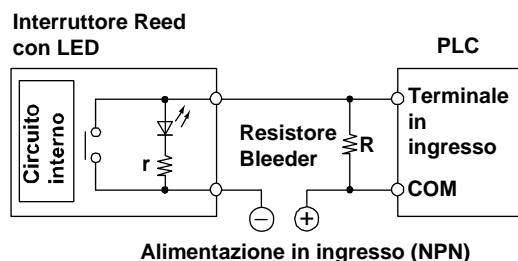 Interruttore Reed
con LED
PLC
Circuito
interno
r
Resistore
Bleeder
R
Terminale
in
ingresso
COM
−
+
Alimentazione in ingresso (NPN)